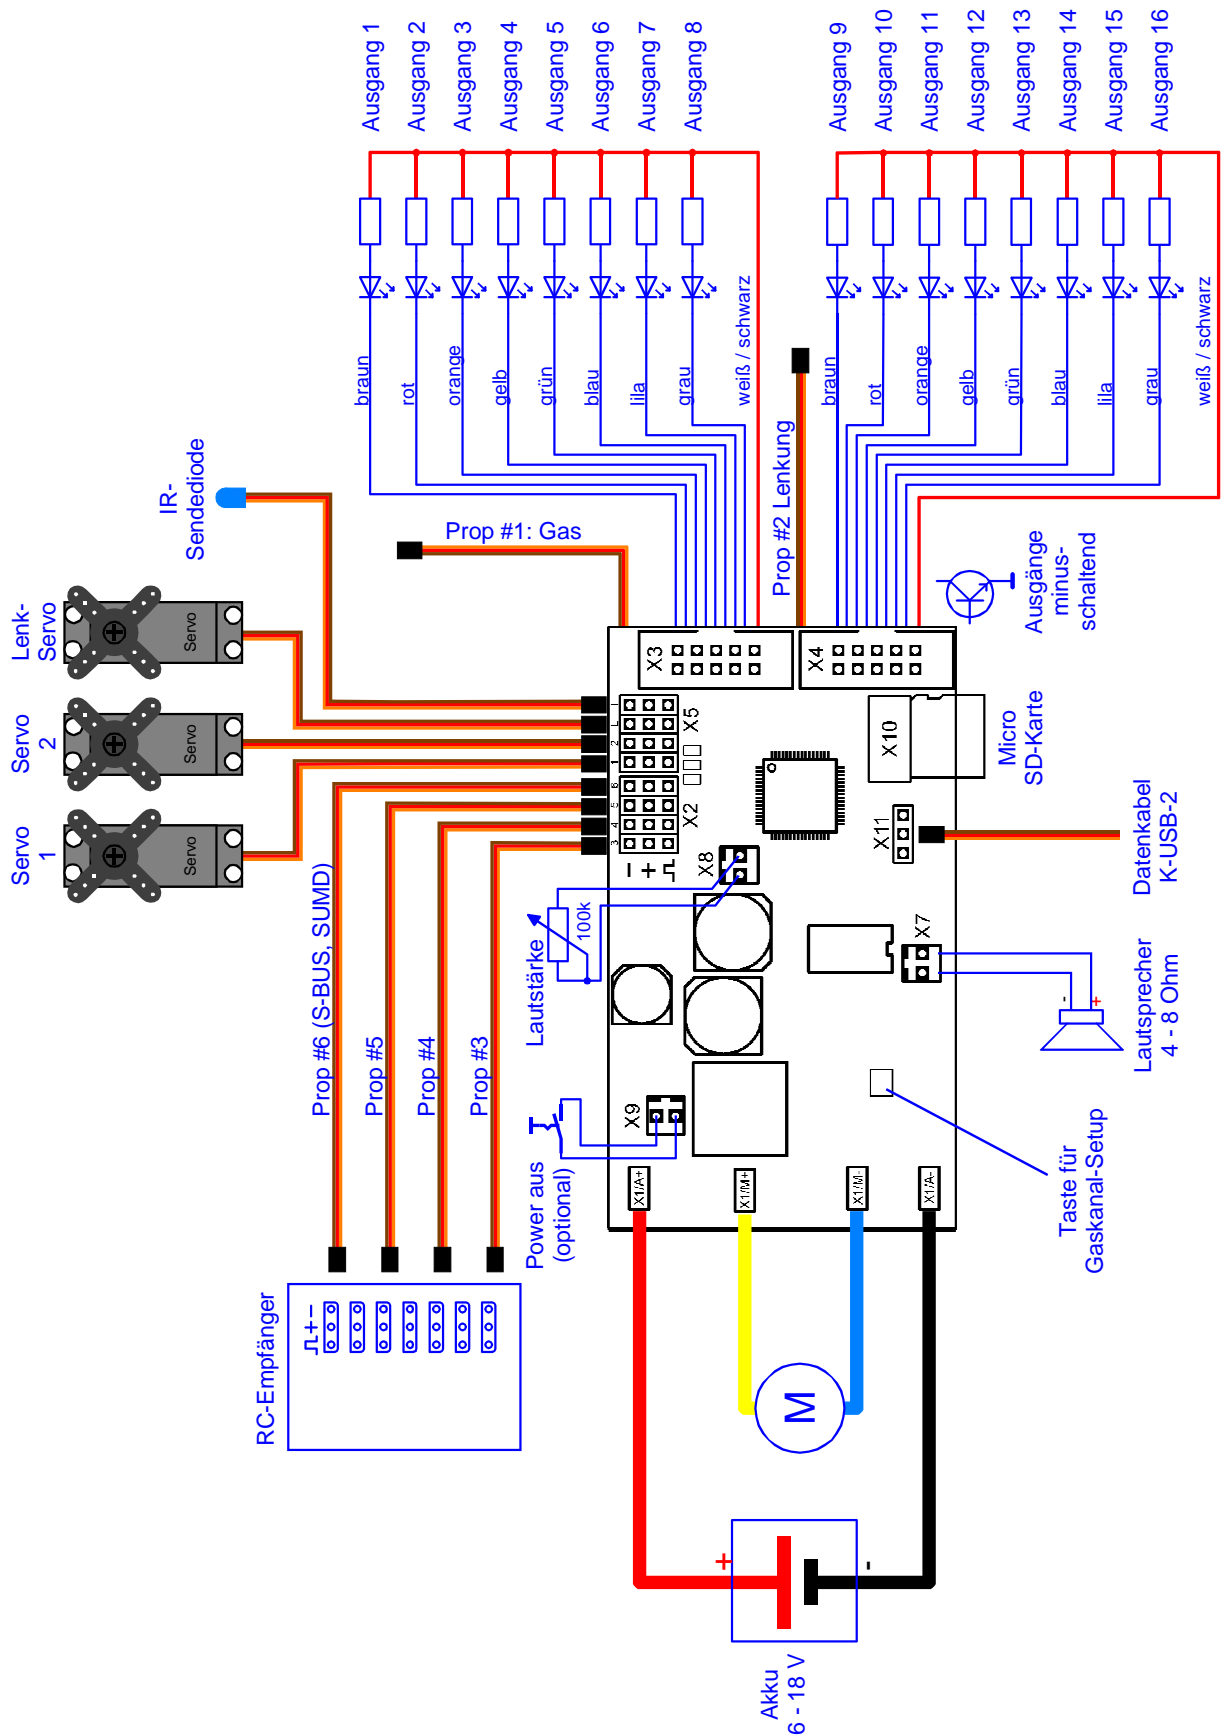 Ausgang 1
Ausgang 2
Ausgang 3
Ausgang 4
Ausgang 5
Ausgang 6
Ausgang 7
Ausgang 8
Ausgang 9
Ausgang 10
Ausgang 11
Ausgang 12
Ausgang 13
Ausgang 14
Ausgang 15
Ausgang 16
braun
rot
orange
gelb
grün
blau
lila
grau
weiß / schwarz
braun
rot
orange
gelb
grün
blau
lila
grau
weiß / schwarz
IR-
Sendediode
Prop #1: Gas
Prop #2 Lenkung
Ausgänge
minus-
schaltend
Lenk-
Servo
Servo
2
Servo
1
Servo
Servo
Servo
X3
X4
I
L
2
1
X5
6
5
4
3
X2
- +
X10
Micro
SD-Karte
X11
Datenkabel
K-USB-2
X8
100k
Lautstärke
X7
- +
Lautsprecher
4 - 8 Ohm
Prop #6 (S-BUS, SUMD)
Prop #5
Prop #4
Prop #3
X9
Power aus
(optional)
Taste für
Gaskanal-Setup
X1/A+
X1/M+
X1/M-
X1/A-
RC-Empfänger
+ -
M
+
-
Akku
6 - 18 V